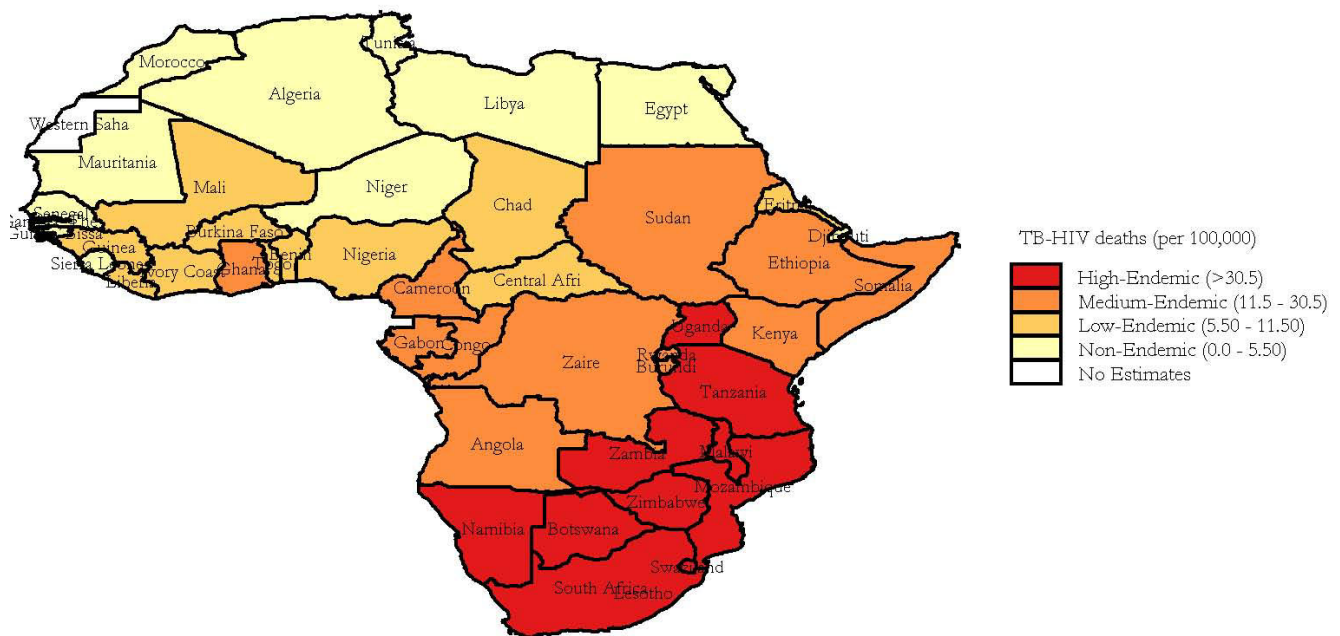 Tunisia
Morocco
Algeria
Libya
Egypt
Western Saha
Mauritania
Mali
Niger
Chad
Sudan
Eritrea
Senegal
Burkina Faso
Guinea
Benin
Nigeria
Djibouti
Sierra Leone
Ivory Coast
Ghana
Togo
Liberia
Central Afri
Ethiopia
Somalia
Cameroon
Uganda
Kenya
Gabon
Congo
Rwanda
Zaire
Burundi
Tanzania
Angola
Zambia
Malawi
Mozambique
Zimbabwe
Namibia
Botswana
Swaziland
South Africa
Lesotho
TB-HIV deaths (per 100,000)
High-Endemic (>30.5)
Medium-Endemic (11.5 - 30.5)
Low-Endemic (5.50 - 11.50)
Non-Endemic (0.0 - 5.50)
No Estimates